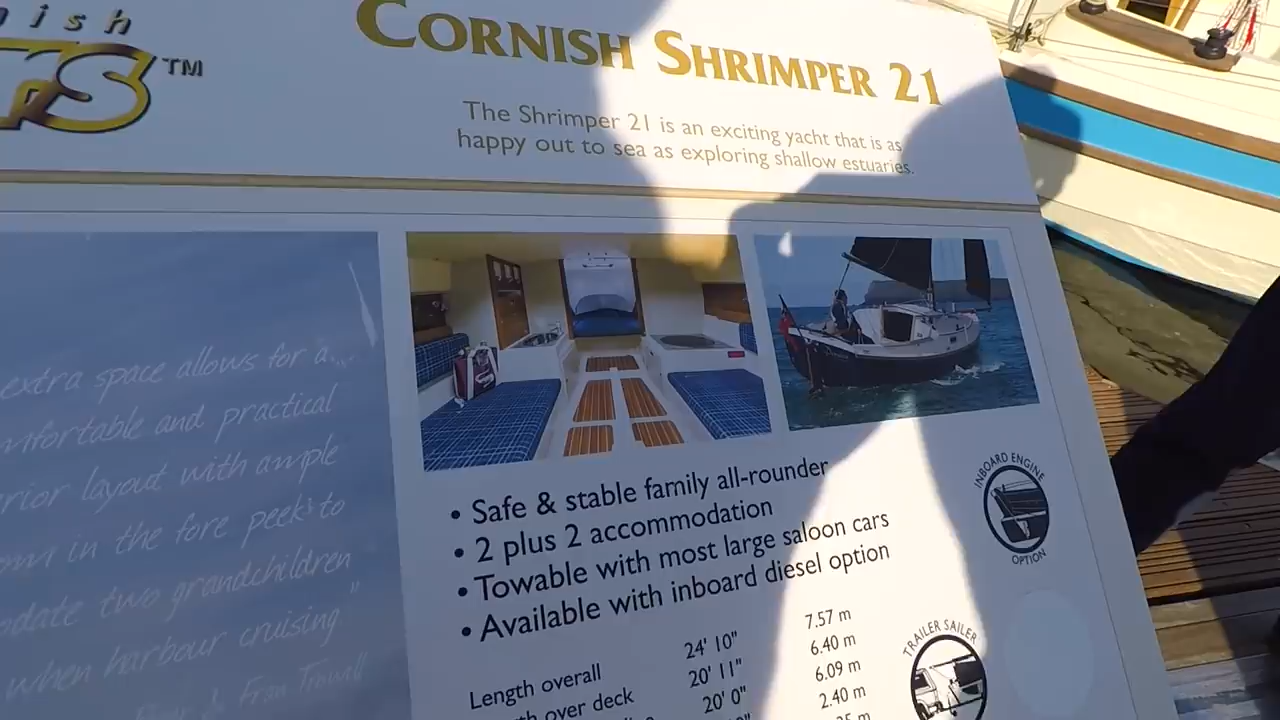 nish
TM
CORNISH SHRIMPER 21
The Shrimper 21 is an exciting yacht that is as
happy out to sea as exploring shallow estuaries.
extra space allows for a...
mfortable and practical
erior layout with ample
in the fore peek to
odate two grandchildren
when harbour cruising."
• Safe & stable family all-rounder
• 2 plus 2 accommodation
• Towable with most large saloon cars
• Available with inboard diesel option
INBOARD ENGINE
OPTION
TRAILER SAILER
Length overall 24' 10" 7.57 m
over deck 20' 11" 6.40 m
20' 0" 6.09 m
2.40 m